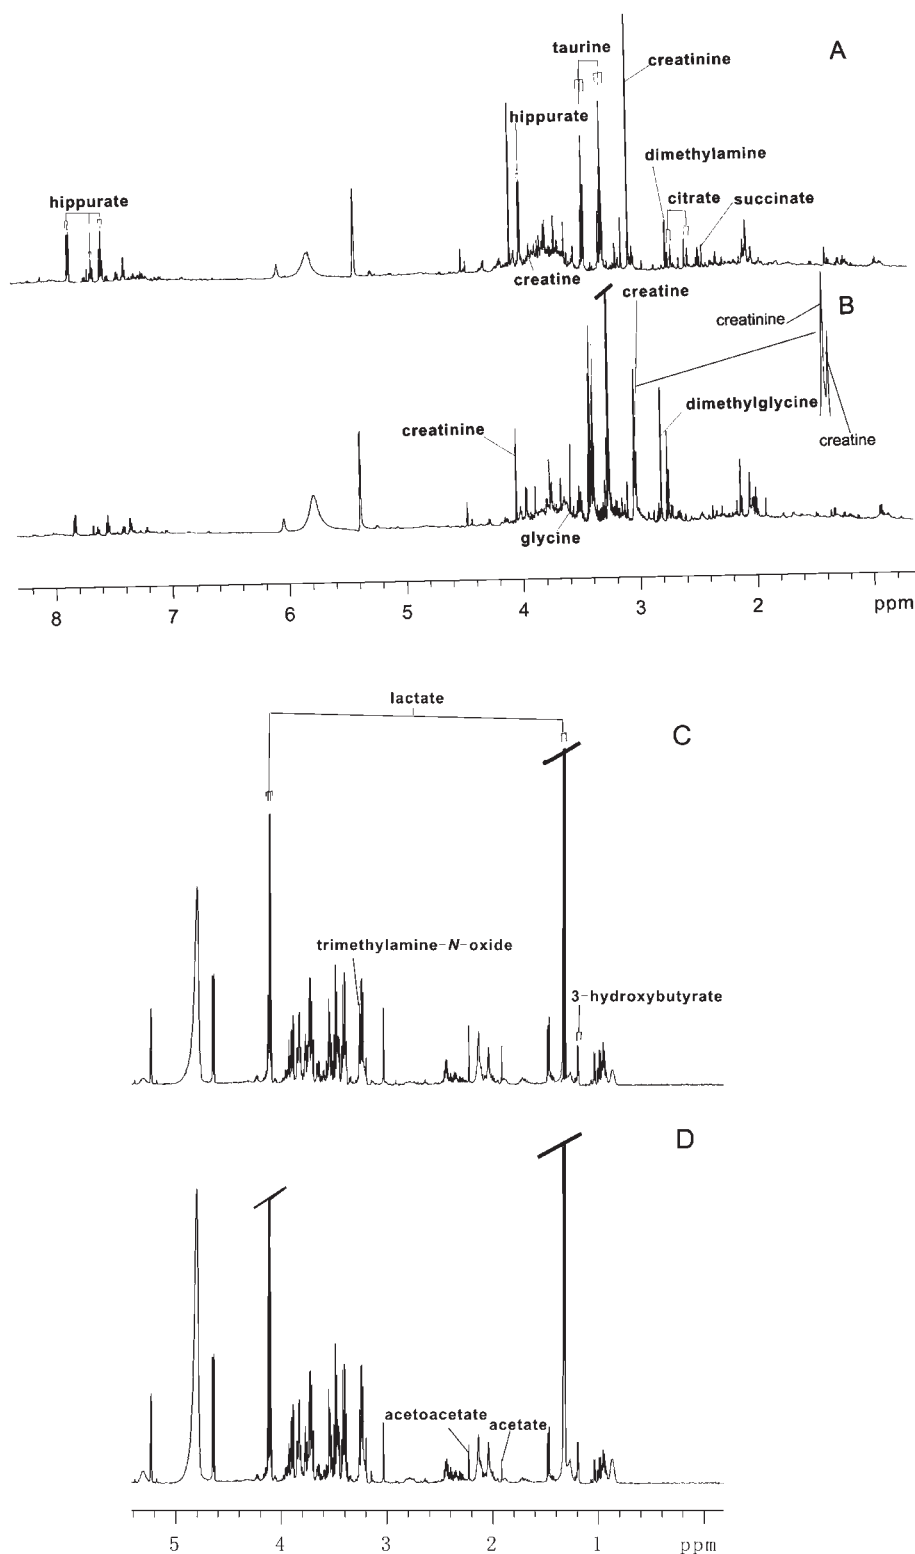 A
taurine
creatinine
hippurate
dimethylamine
hippurate
citrate
succinate
creatine
creatine
B
creatinine
dimethylglycine
creatinine
creatine
glycine
8 7 6 5 4 3 2 ppm
lactate
C
trimethylamine-N-oxide
3-hydroxybutyrate
D
acetoacetate
acetate
5 4 3 2 1 ppm